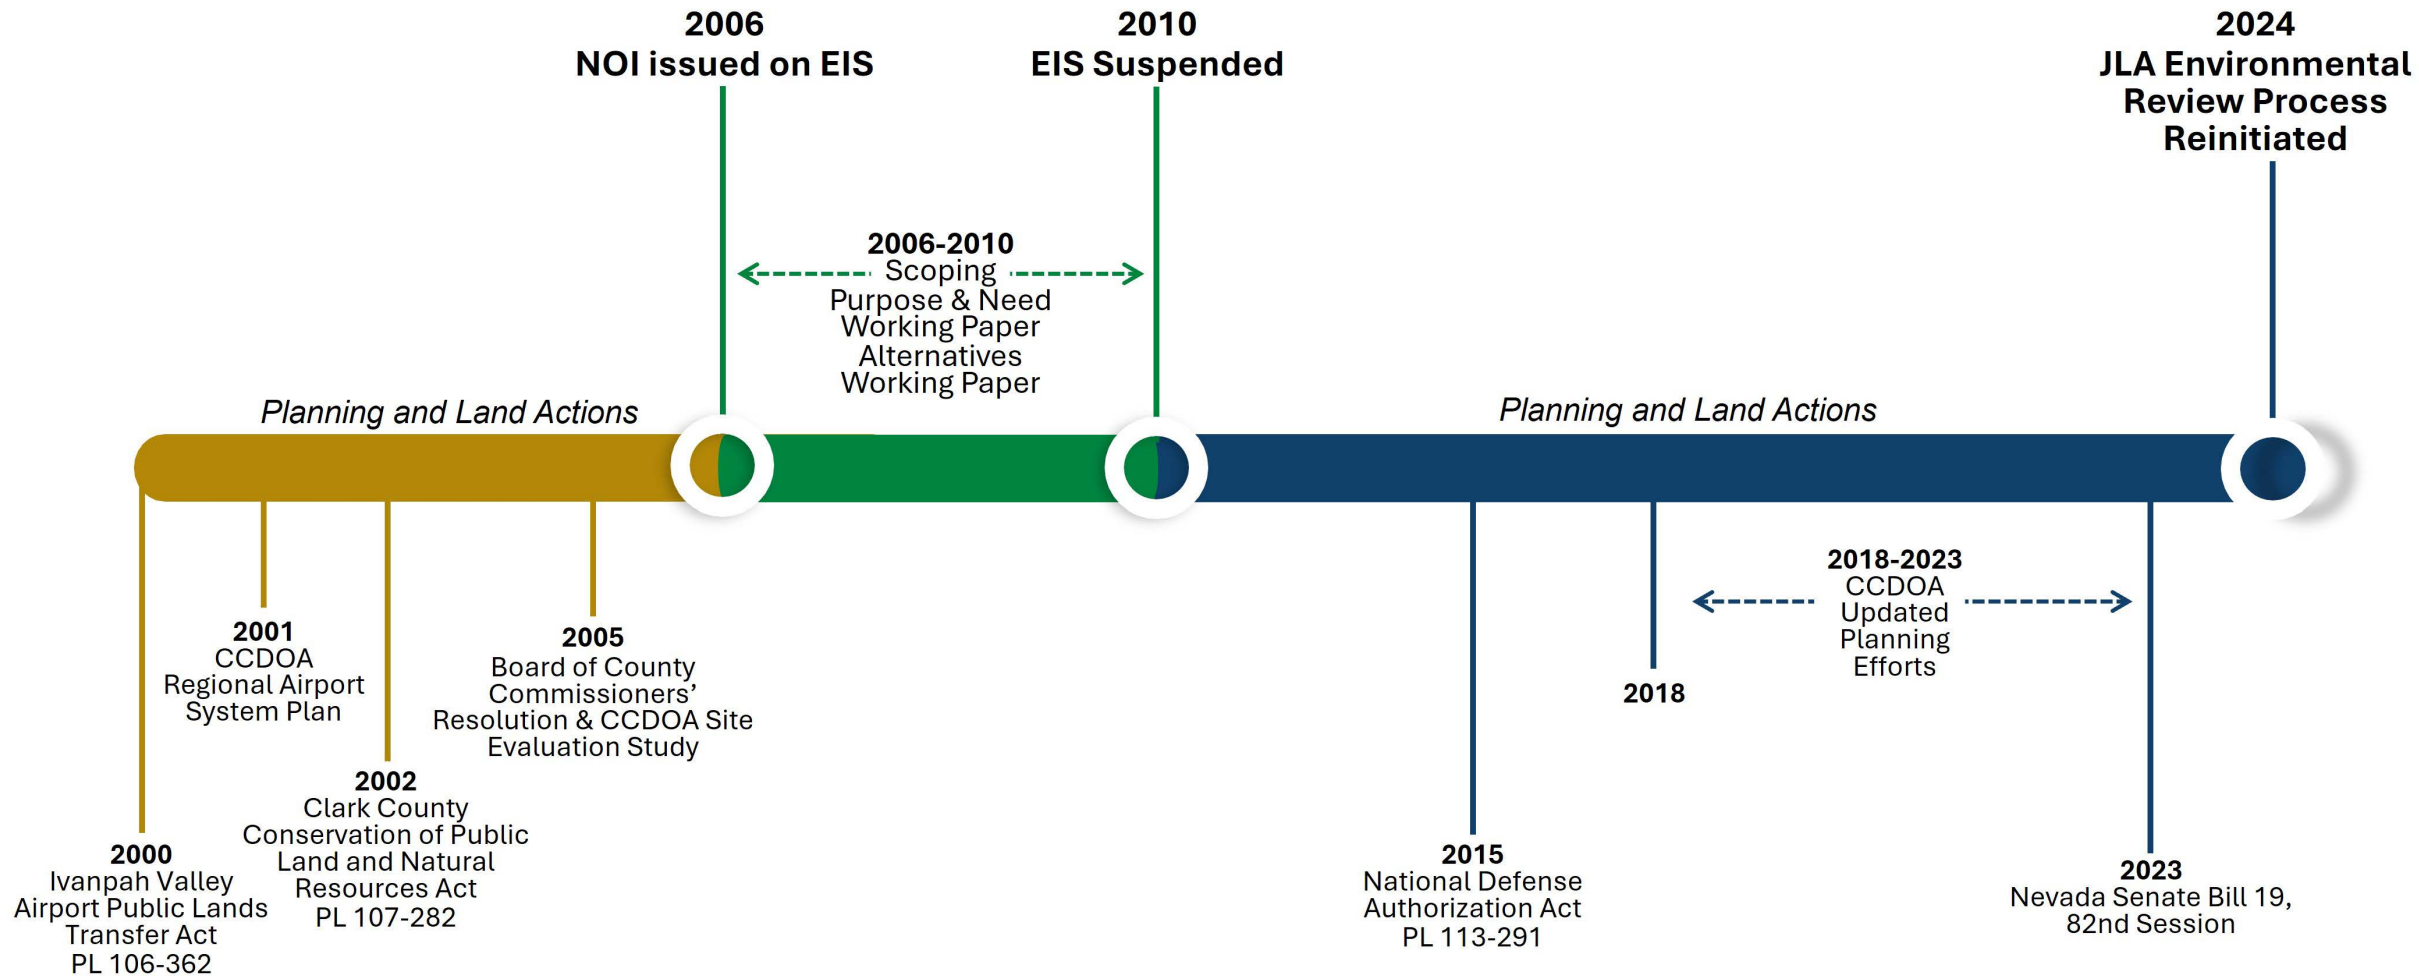 2006
NOI issued on EIS
2010
EIS Suspended
2024
JLA Environmental
Review Process
Reinitiated
2006-2010
Scoping
Purpose & Need
Working Paper
Alternatives
Working Paper
Planning and Land Actions
Planning and Land Actions
2000
Ivanpah Valley
Airport Public Lands
Transfer Act
PL 106-362
2001
CCDOA
Regional Airport
System Plan
2002
Clark County
Conservation of Public
Land and Natural
Resources Act
PL 107-282
2005
Board of County
Commissioners’
Resolution & CCDOA Site
Evaluation Study
2015
National Defense
Authorization Act
PL 113-291
2018
2018-2023
CCDOA
Updated
Planning
Efforts
2023
Nevada Senate Bill 19,
82nd Session